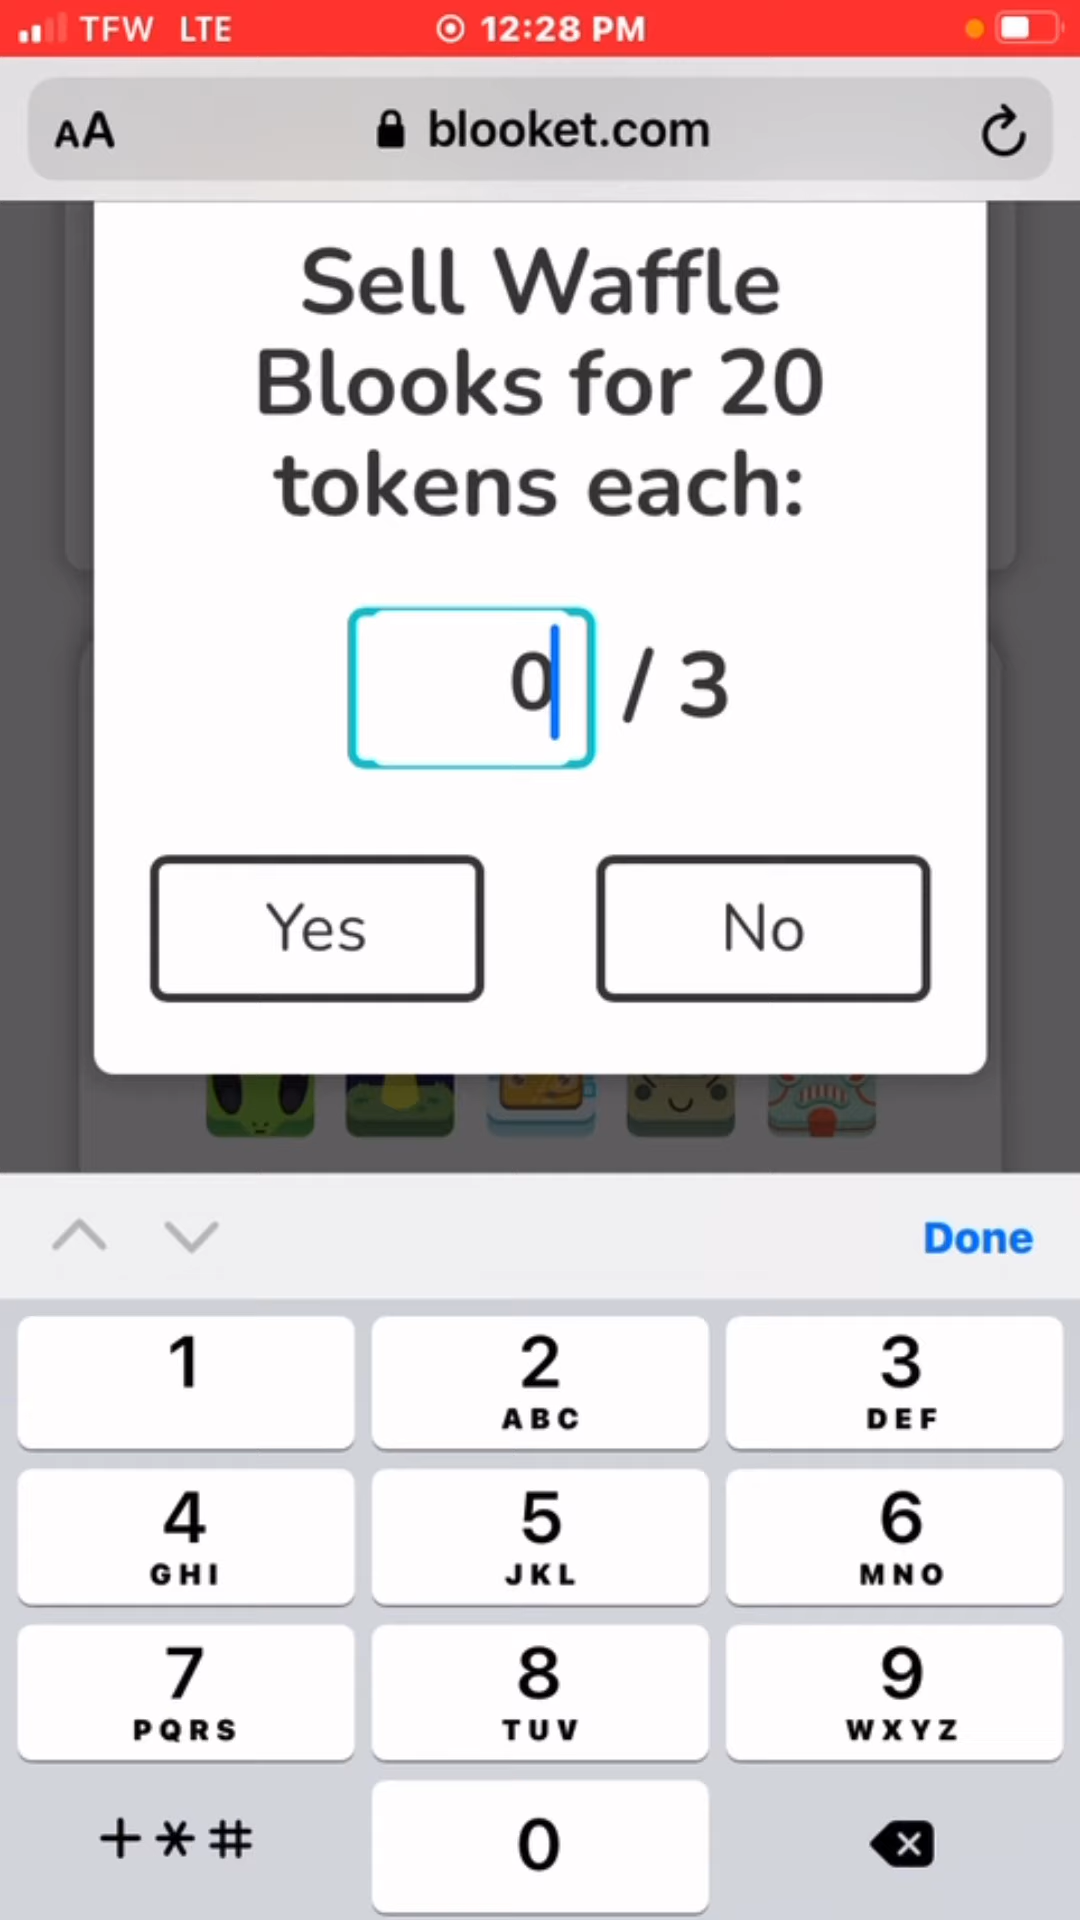 TFW LTE 12:28 PM
AA blooket.com
Sell Waffle
Blooks for 20
tokens each:
0 / 3
Yes No
Done
1 2 3
ABC DEF
4 5 6
GHI JKL MNO
7 8 9
PQRS TUV WXYZ
+*# 0